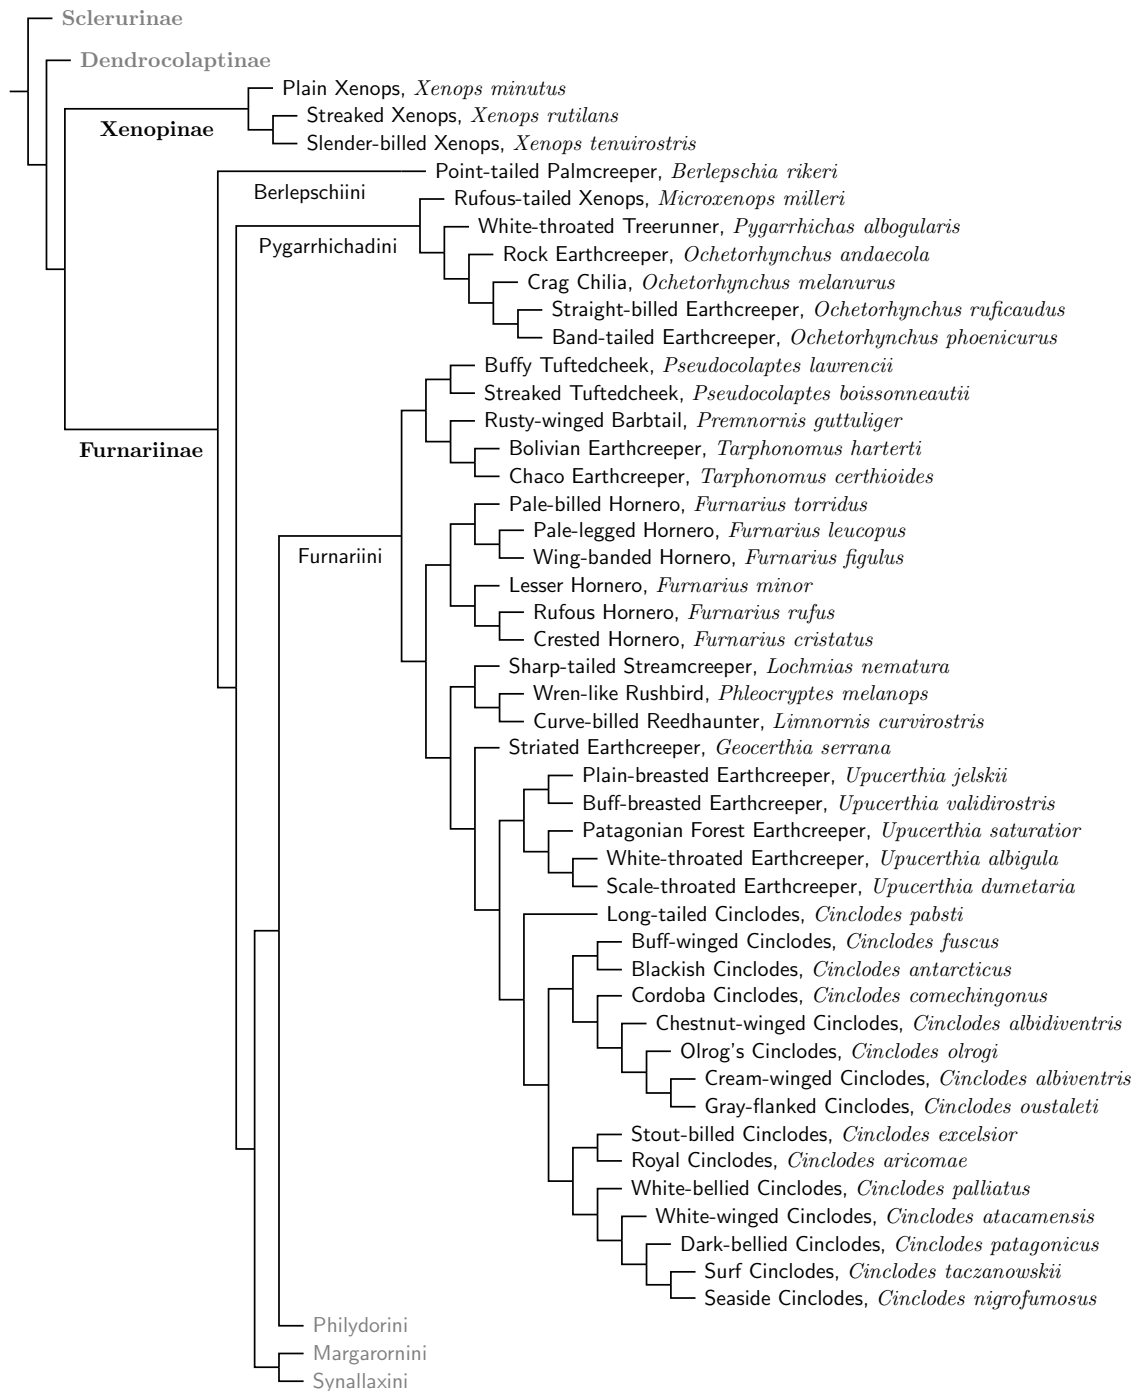 Sclerurinae
Dendrocolaptinae
Plain Xenops, Xenops minutus
Streaked Xenops, Xenops rutilans
Xenopinae
Slender-billed Xenops, Xenops tenuirostris
Point-tailed Palmcreeper, Berlepschia rikeri
Berlepschiini
Rufous-tailed Xenops, Microxenops milleri
White-throated Treerunner, Pygarrhichas albogularis
Pygarrhichadini
Rock Earthcreeper, Ochetorhynchus andaecola
Crag Chilia, Ochetorhynchus melanurus
Straight-billed Earthcreeper, Ochetorhynchus ruficaudus
Band-tailed Earthcreeper, Ochetorhynchus phoenicurus
Buffy Tuftedcheek, Pseudocolaptes lawrencii
Streaked Tuftedcheek, Pseudocolaptes boissonneautii
Rusty-winged Barbtail, Premnornis guttuliger
Furnariinae
Bolivian Earthcreeper, Tarphonomus harterti
Chaco Earthcreeper, Tarphonomus certhioides
Pale-billed Hornero, Furnarius torridus
Pale-legged Hornero, Furnarius leucopus
Furnariini
Wing-banded Hornero, Furnarius figulus
Lesser Hornero, Furnarius minor
Rufous Hornero, Furnarius rufus
Crested Hornero, Furnarius cristatus
Sharp-tailed Streamcreeper, Lochmias nematura
Wren-like Rushbird, Phleocryptes melanops
Curve-billed Reedhaunter, Limnornis curvirostris
Striated Earthcreeper, Geocerthia serrana
Plain-breasted Earthcreeper, Upucerthia jelskii
Buff-breasted Earthcreeper, Upucerthia validirostris
Patagonian Forest Earthcreeper, Upucerthia saturatior
White-throated Earthcreeper, Upucerthia albigula
Scale-throated Earthcreeper, Upucerthia dumetaria
Long-tailed Cinclodes, Cinclodes pabsti
Buff-winged Cinclodes, Cinclodes fuscus
Blackish Cinclodes, Cinclodes antarcticus
Cordoba Cinclodes, Cinclodes comechingonus
Chestnut-winged Cinclodes, Cinclodes albidiventris
Olrog's Cinclodes, Cinclodes olrogi
Cream-winged Cinclodes, Cinclodes albiventris
Gray-flanked Cinclodes, Cinclodes oustaleti
Stout-billed Cinclodes, Cinclodes excelsior
Royal Cinclodes, Cinclodes aricomae
White-bellied Cinclodes, Cinclodes palliatus
White-winged Cinclodes, Cinclodes atacamensis
Dark-bellied Cinclodes, Cinclodes patagonicus
Surf Cinclodes, Cinclodes taczanowskii
Seaside Cinclodes, Cinclodes nigrofumosus
Philydorini
Margarornini
Synallaxini